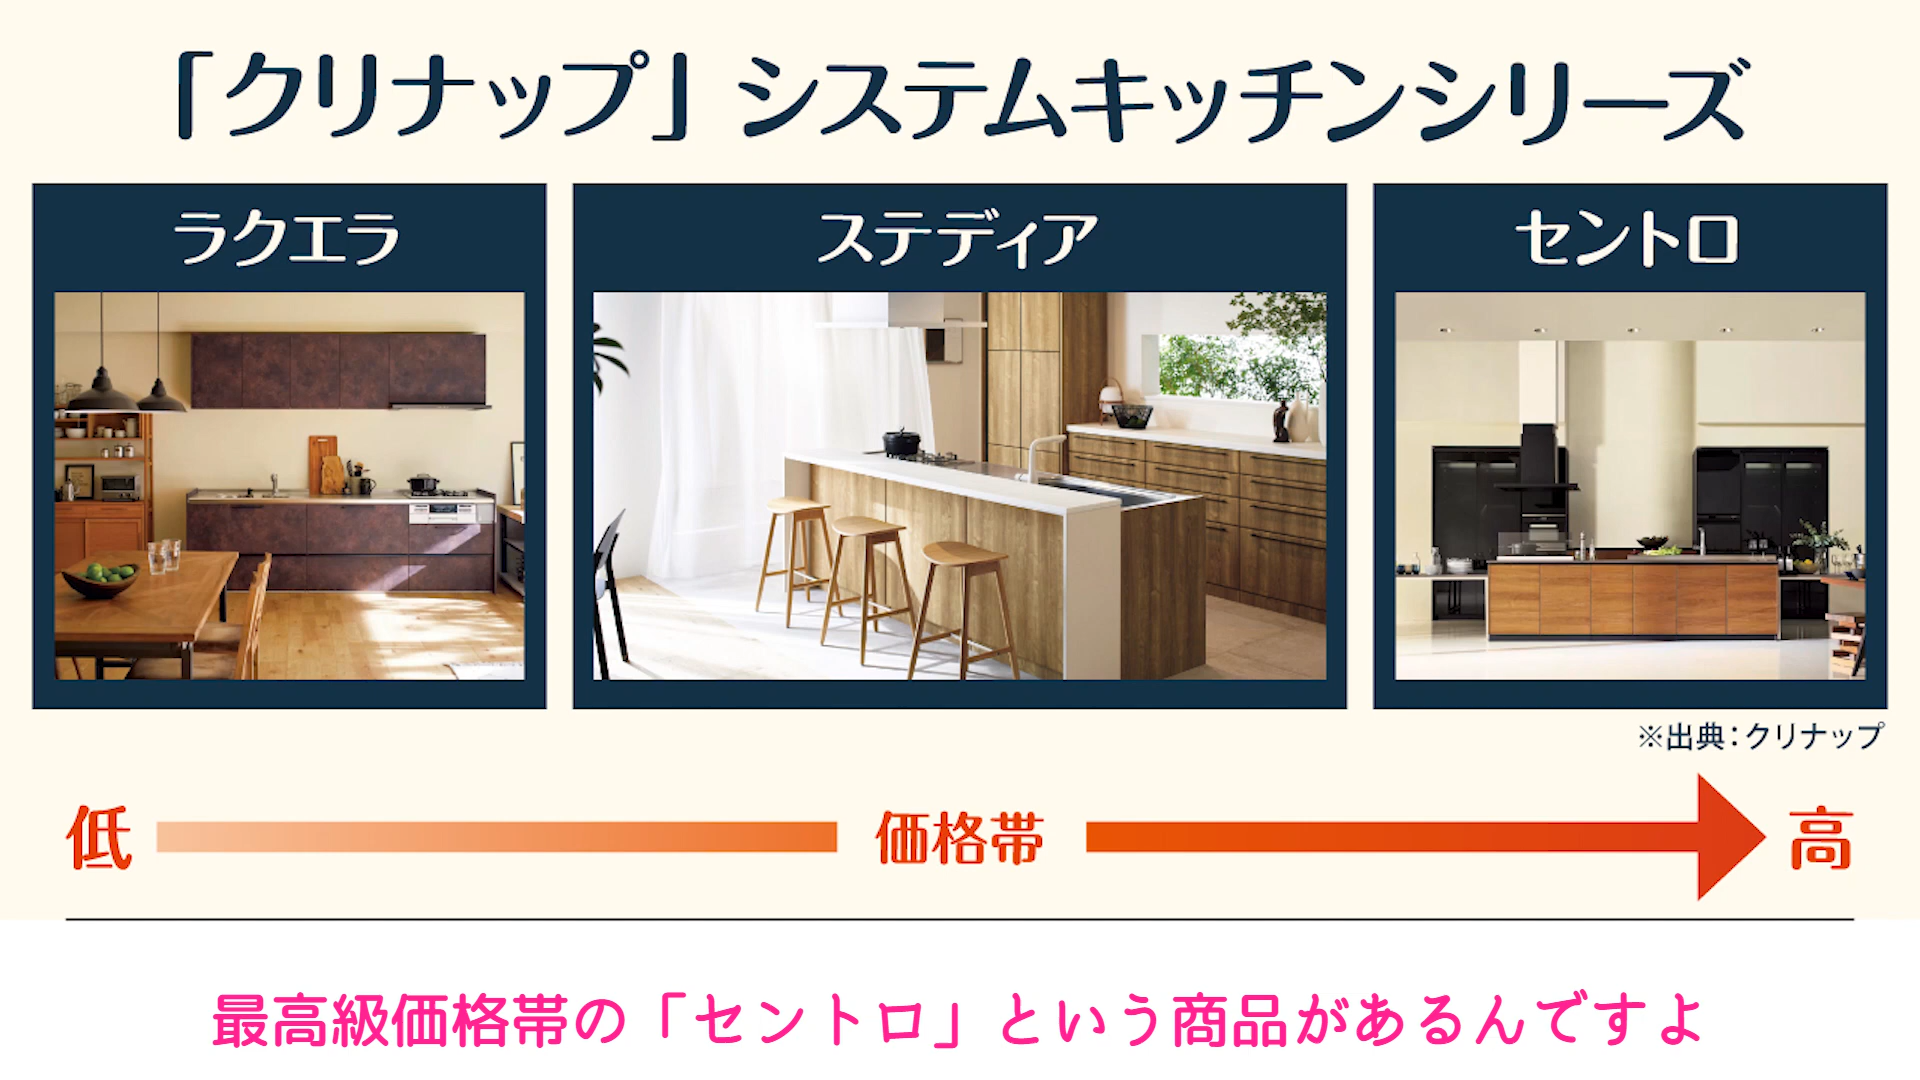 「クリナップ」システムキッチンシリーズ
ラクエラ
ステディア
セントロ
※出典：クリナップ
低
価格帯
高
最高級価格帯の「セントロ」という商品があるんですよ